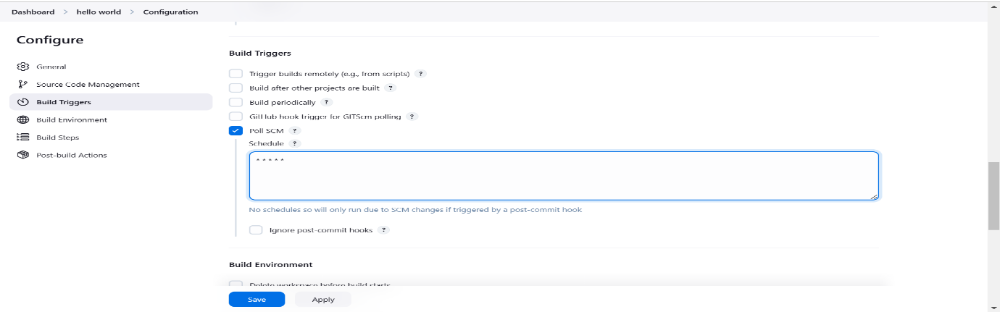 Dashboard > hello world > Configuration
Configure
General
Source Code Management
Build Triggers
Build Environment
Build Steps
Post-build Actions
Build Triggers
Trigger builds remotely (e.g., from scripts) ?
Build after other projects are built ?
Build periodically ?
GitHub hook trigger for GITScm polling ?
Poll SCM ?
Schedule ?
* * * * *
No schedules so will only run due to SCM changes if triggered by a post-commit hook
Ignore post-commit hooks ?
Build Environment
Delete workspace before build starts
Save Apply